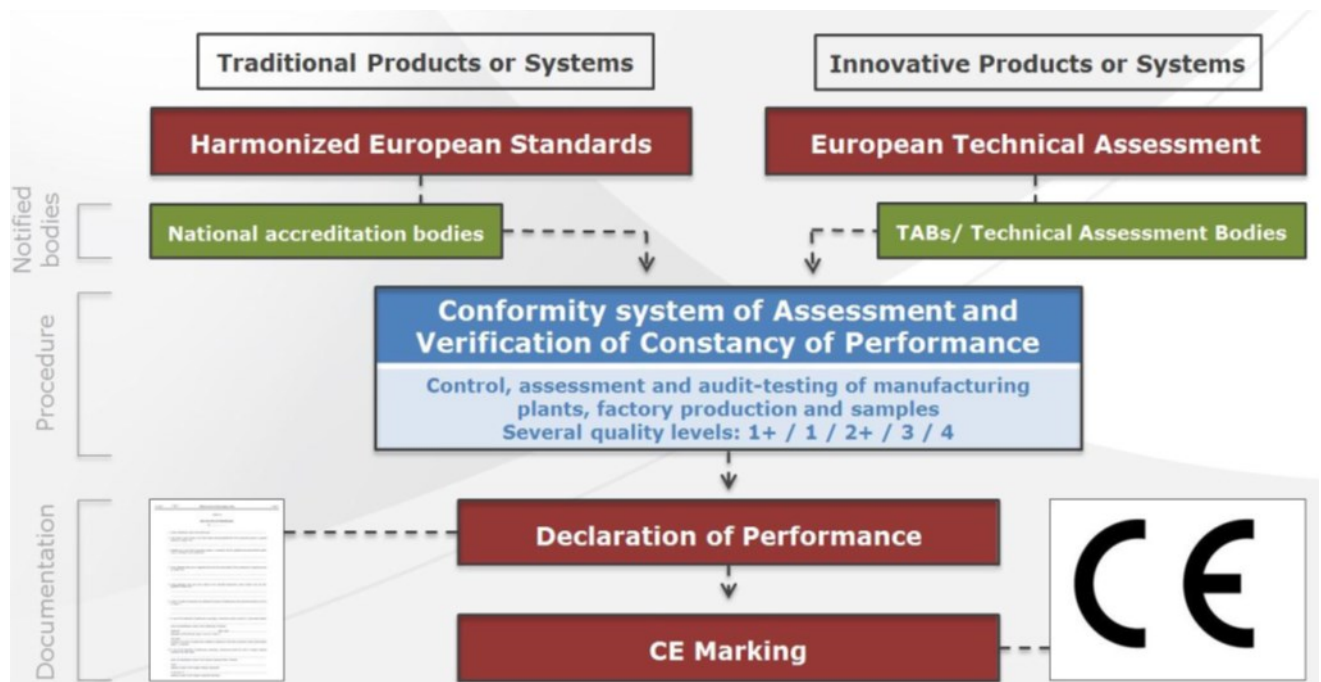 Traditional Products or Systems
Innovative Products or Systems
Harmonized European Standards
European Technical Assessment
Notified
bodies
National accreditation bodies
TABs/ Technical Assessment Bodies
Procedure
Conformity system of Assessment and
Verification of Constancy of Performance
Control, assessment and audit-testing of manufacturing
plants, factory production and samples
Several quality levels: 1+ / 1 / 2+ / 3 / 4
Documentation
Declaration of Performance
CE Marking
CE